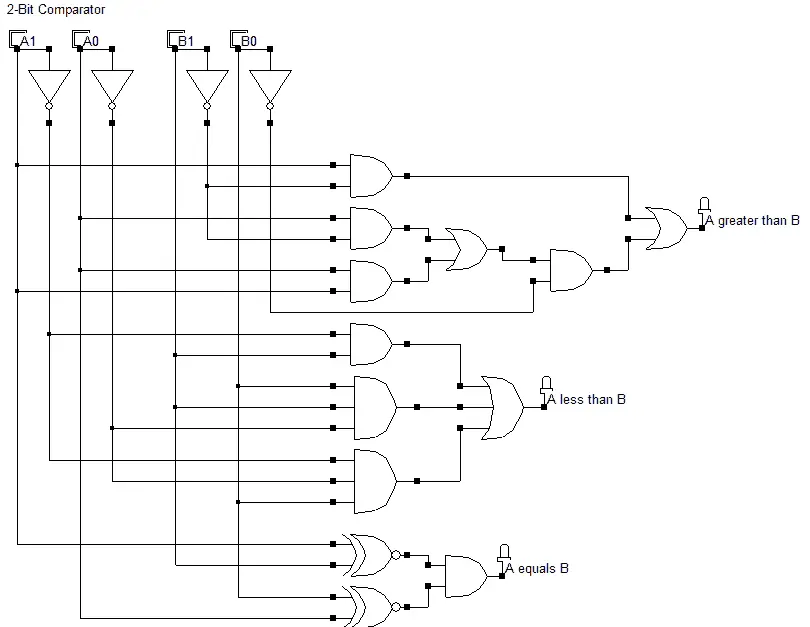 2-Bit Comparator
A1 A0 B1 B0
A greater than B
A less than B
A equals B